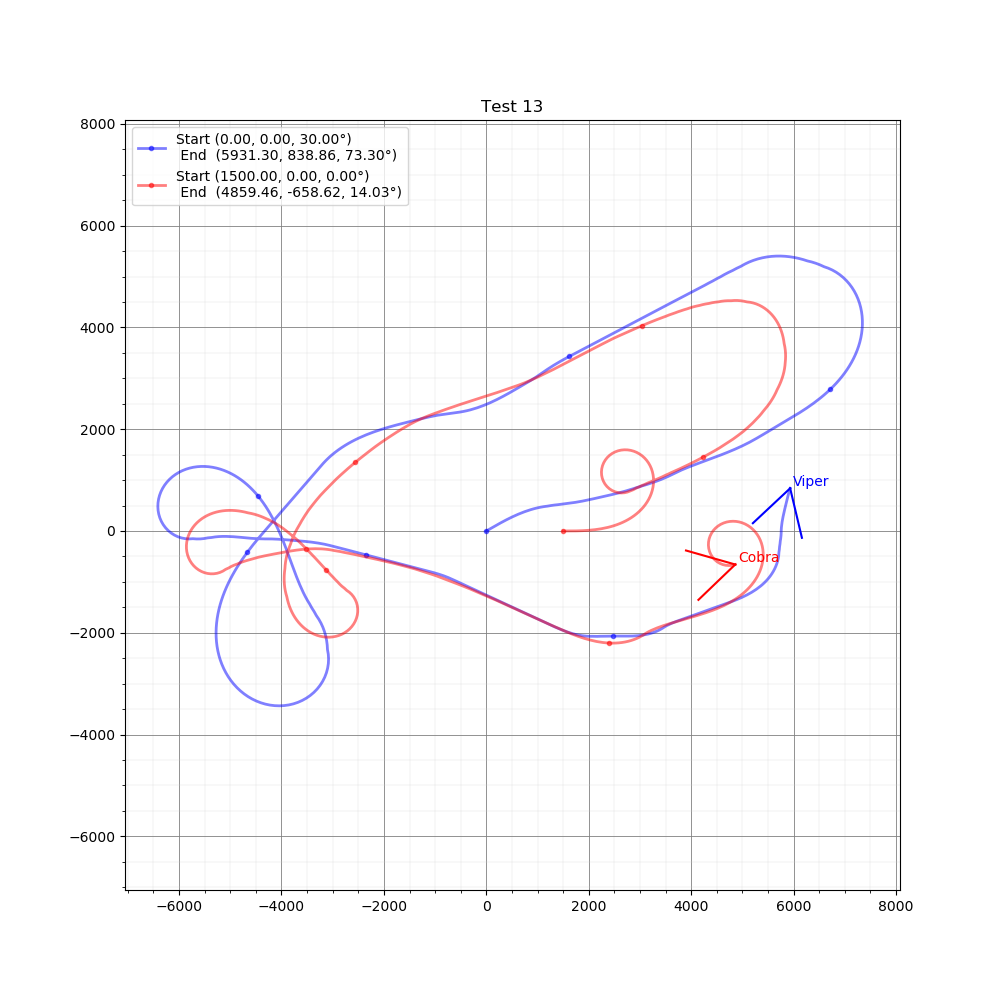 Test 13
Start (0.00, 0.00, 30.00°)
End (5931.30, 838.86, 73.30°)
Start (1500.00, 0.00, 0.00°)
End (4859.46, -658.62, 14.03°)
8000
6000
4000
2000
0
−2000
−4000
−6000
Viper
Cobra
−6000 −4000 −2000 0 2000 4000 6000 8000